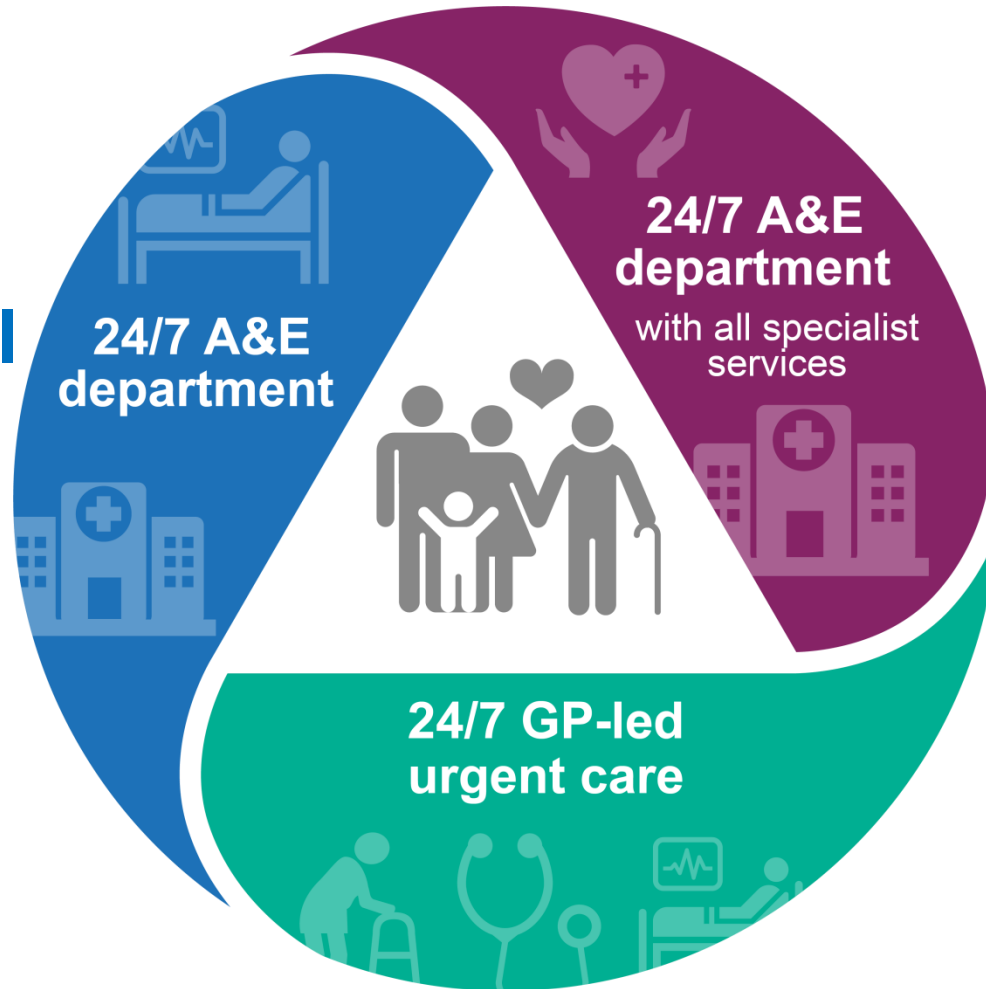 24/7 A&E
department
24/7 A&E
department
with all specialist
services
24/7 GP-led
urgent care